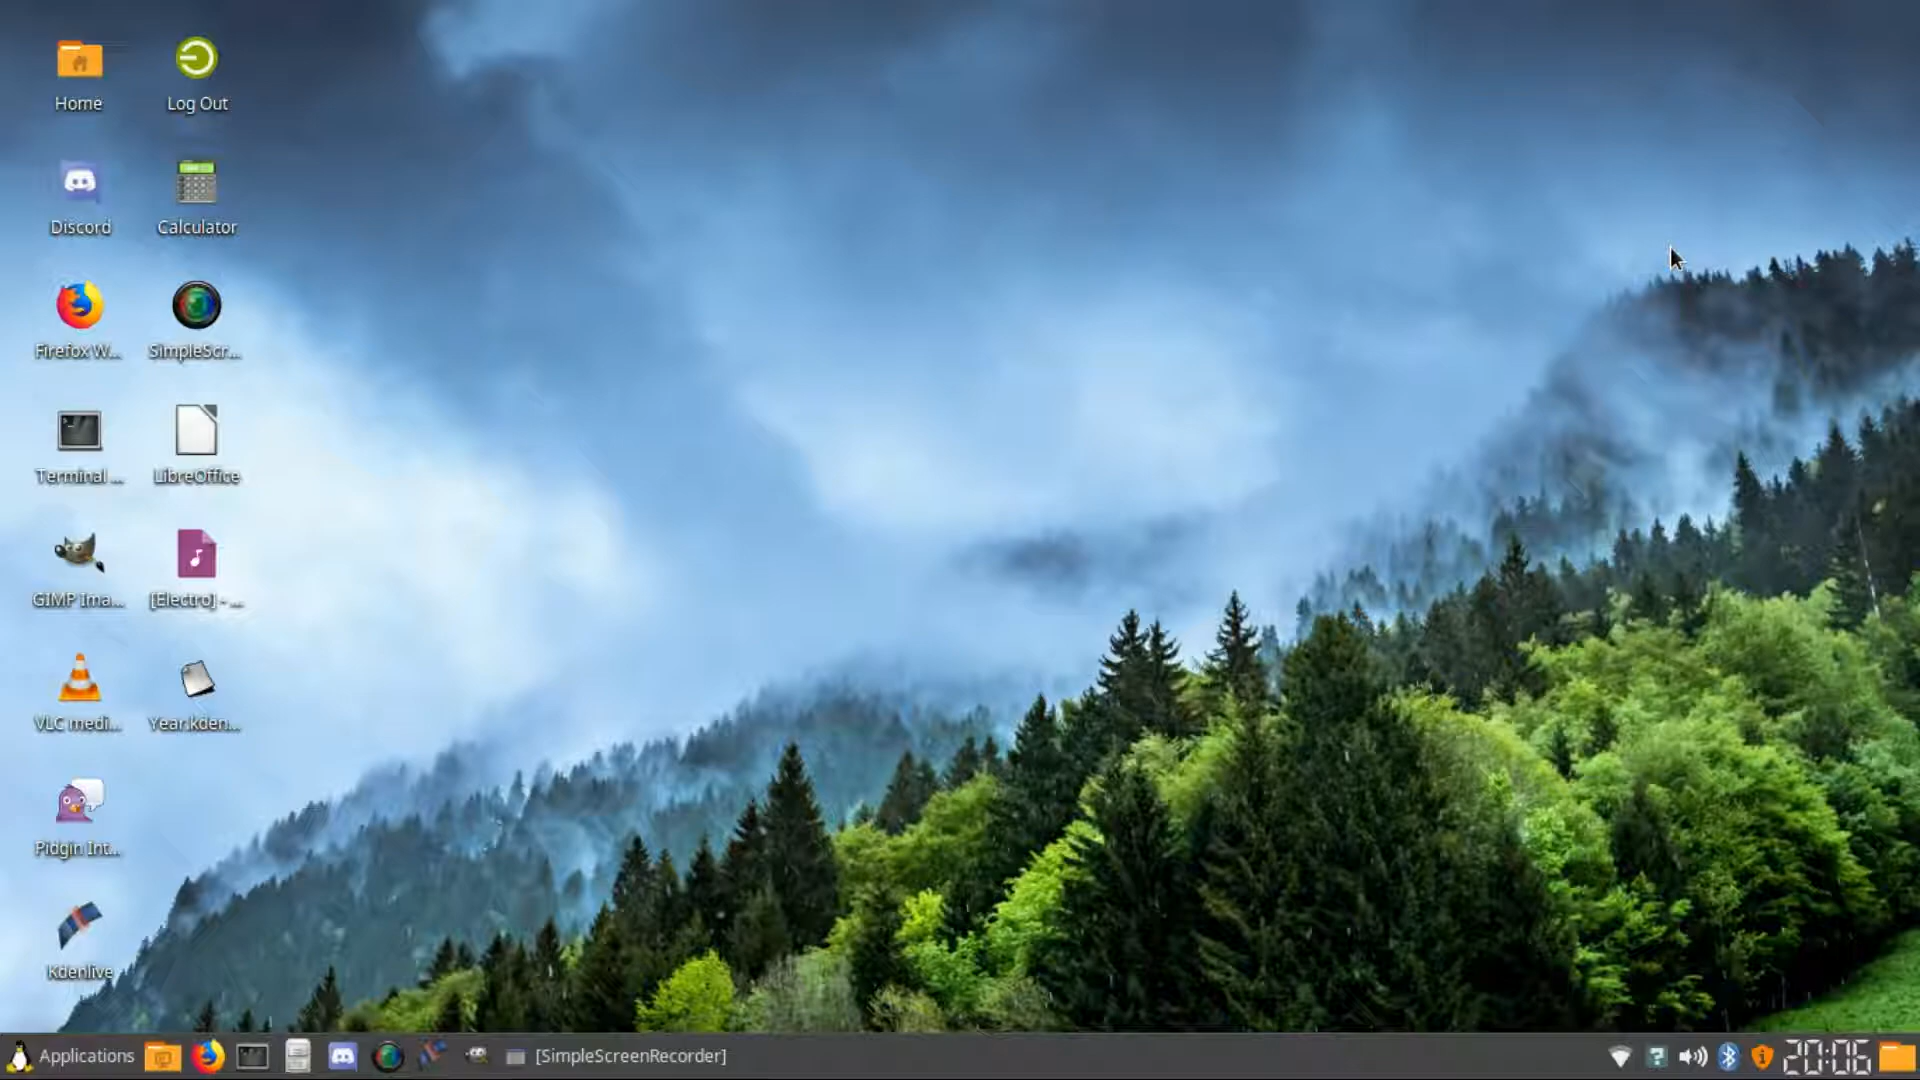 Home
Log Out
Discord
Calculator
Firefox W...
SimpleScr...
Terminal ...
LibreOffice
GIMP Ima...
[Electro] - ...
VLC medi...
Year.kden...
Pidgin Int...
Kdenlive
Applications
[SimpleScreenRecorder]
20:06